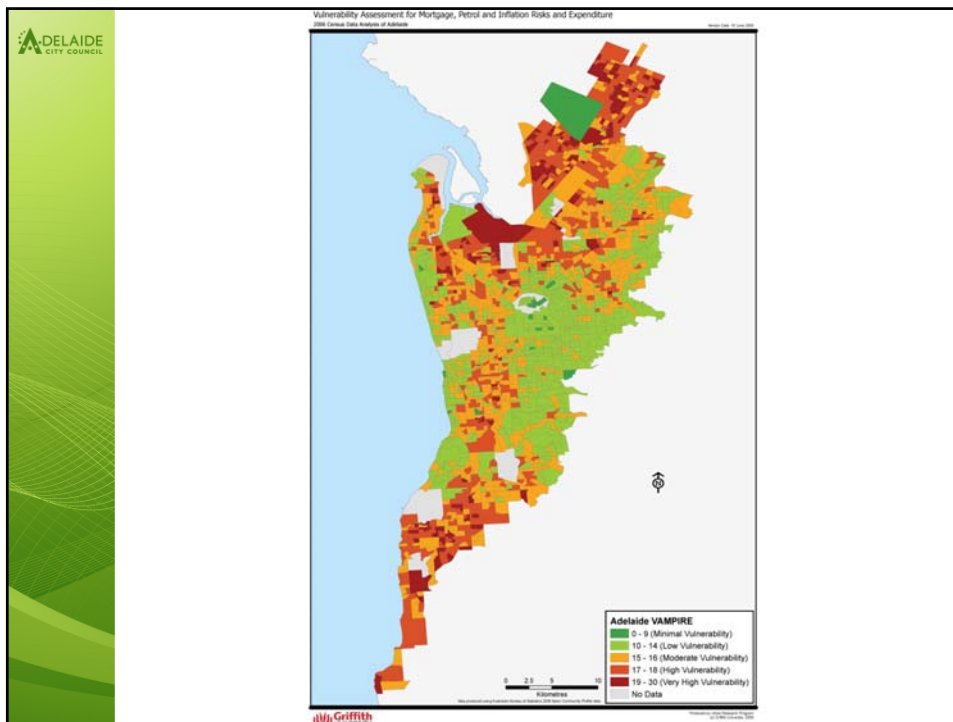 Vulnerability Assessment for Mortgage, Petrol and Inflation Risks and Expenditure
2006 Census Data Analysis of Adelaide
ADELAIDE
CITY COUNCIL
N
Adelaide VAMPIRE
0 - 9 (Minimal Vulnerability)
10 - 14 (Low Vulnerability)
15 - 16 (Moderate Vulnerability)
17 - 18 (High Vulnerability)
19 - 30 (Very High Vulnerability)
No Data
0 2.5 5 10
Kilometres
Griffith